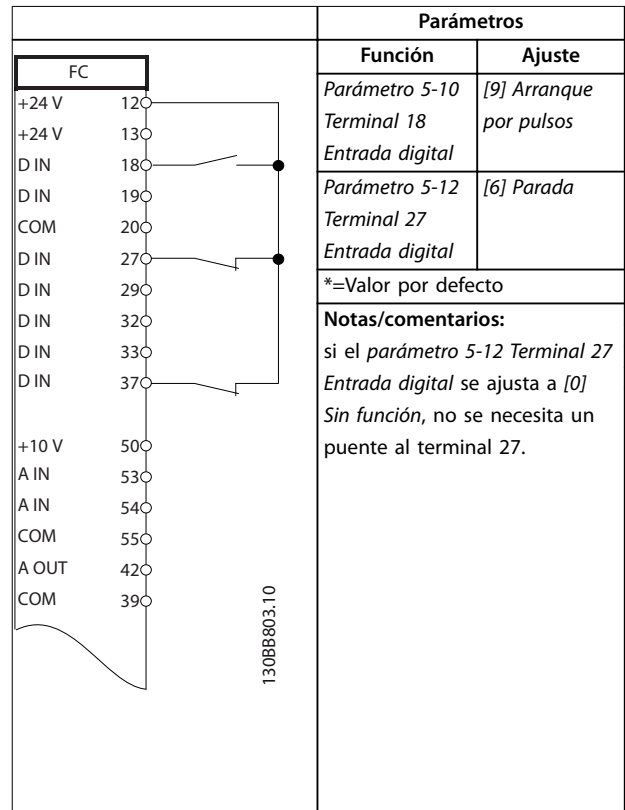 FC
+24 V 12
+24 V 13
D IN 18
D IN 19
COM 20
D IN 27
D IN 29
D IN 32
D IN 33
D IN 37
+10 V 50
A IN 53
A IN 54
COM 55
A OUT 42
COM 39
130BB803.10
Parámetros
Función Ajuste
Parámetro 5-10 [9] Arranque
Terminal 18 por pulsos
Entrada digital
Parámetro 5-12 [6] Parada
Terminal 27
Entrada digital
*=Valor por defecto
Notas/comentarios:
si el parámetro 5-12 Terminal 27
Entrada digital se ajusta a [0]
Sin función, no se necesita un
puente al terminal 27.